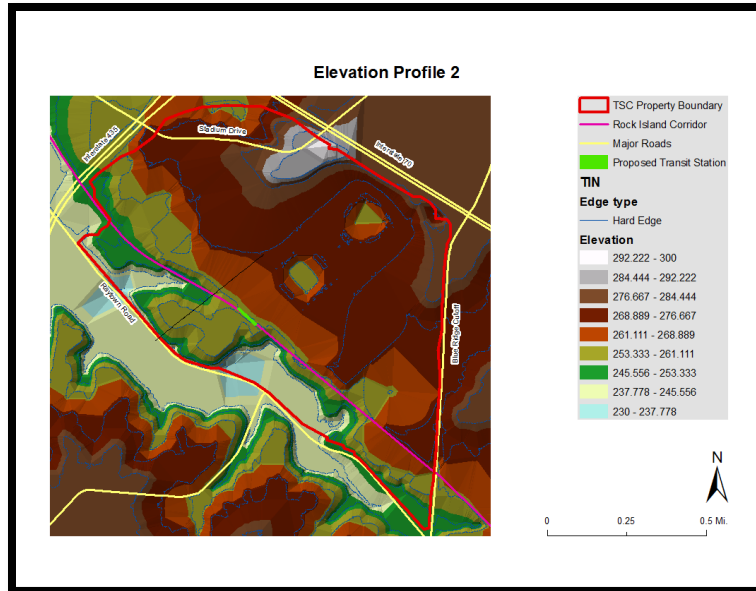 Elevation Profile 2
Interstate 435
Stadium Drive
Interstate 70
Raytown Road
Blue Ridge Cutoff
TSC Property Boundary
Rock Island Corridor
Major Roads
Proposed Transit Station
TIN
Edge type
Hard Edge
Elevation
292.222 - 300
284.444 - 292.222
276.667 - 284.444
268.889 - 276.667
261.111 - 268.889
253.333 - 261.111
245.556 - 253.333
237.778 - 245.556
230 - 237.778
N
0 0.25 0.5 Mi.